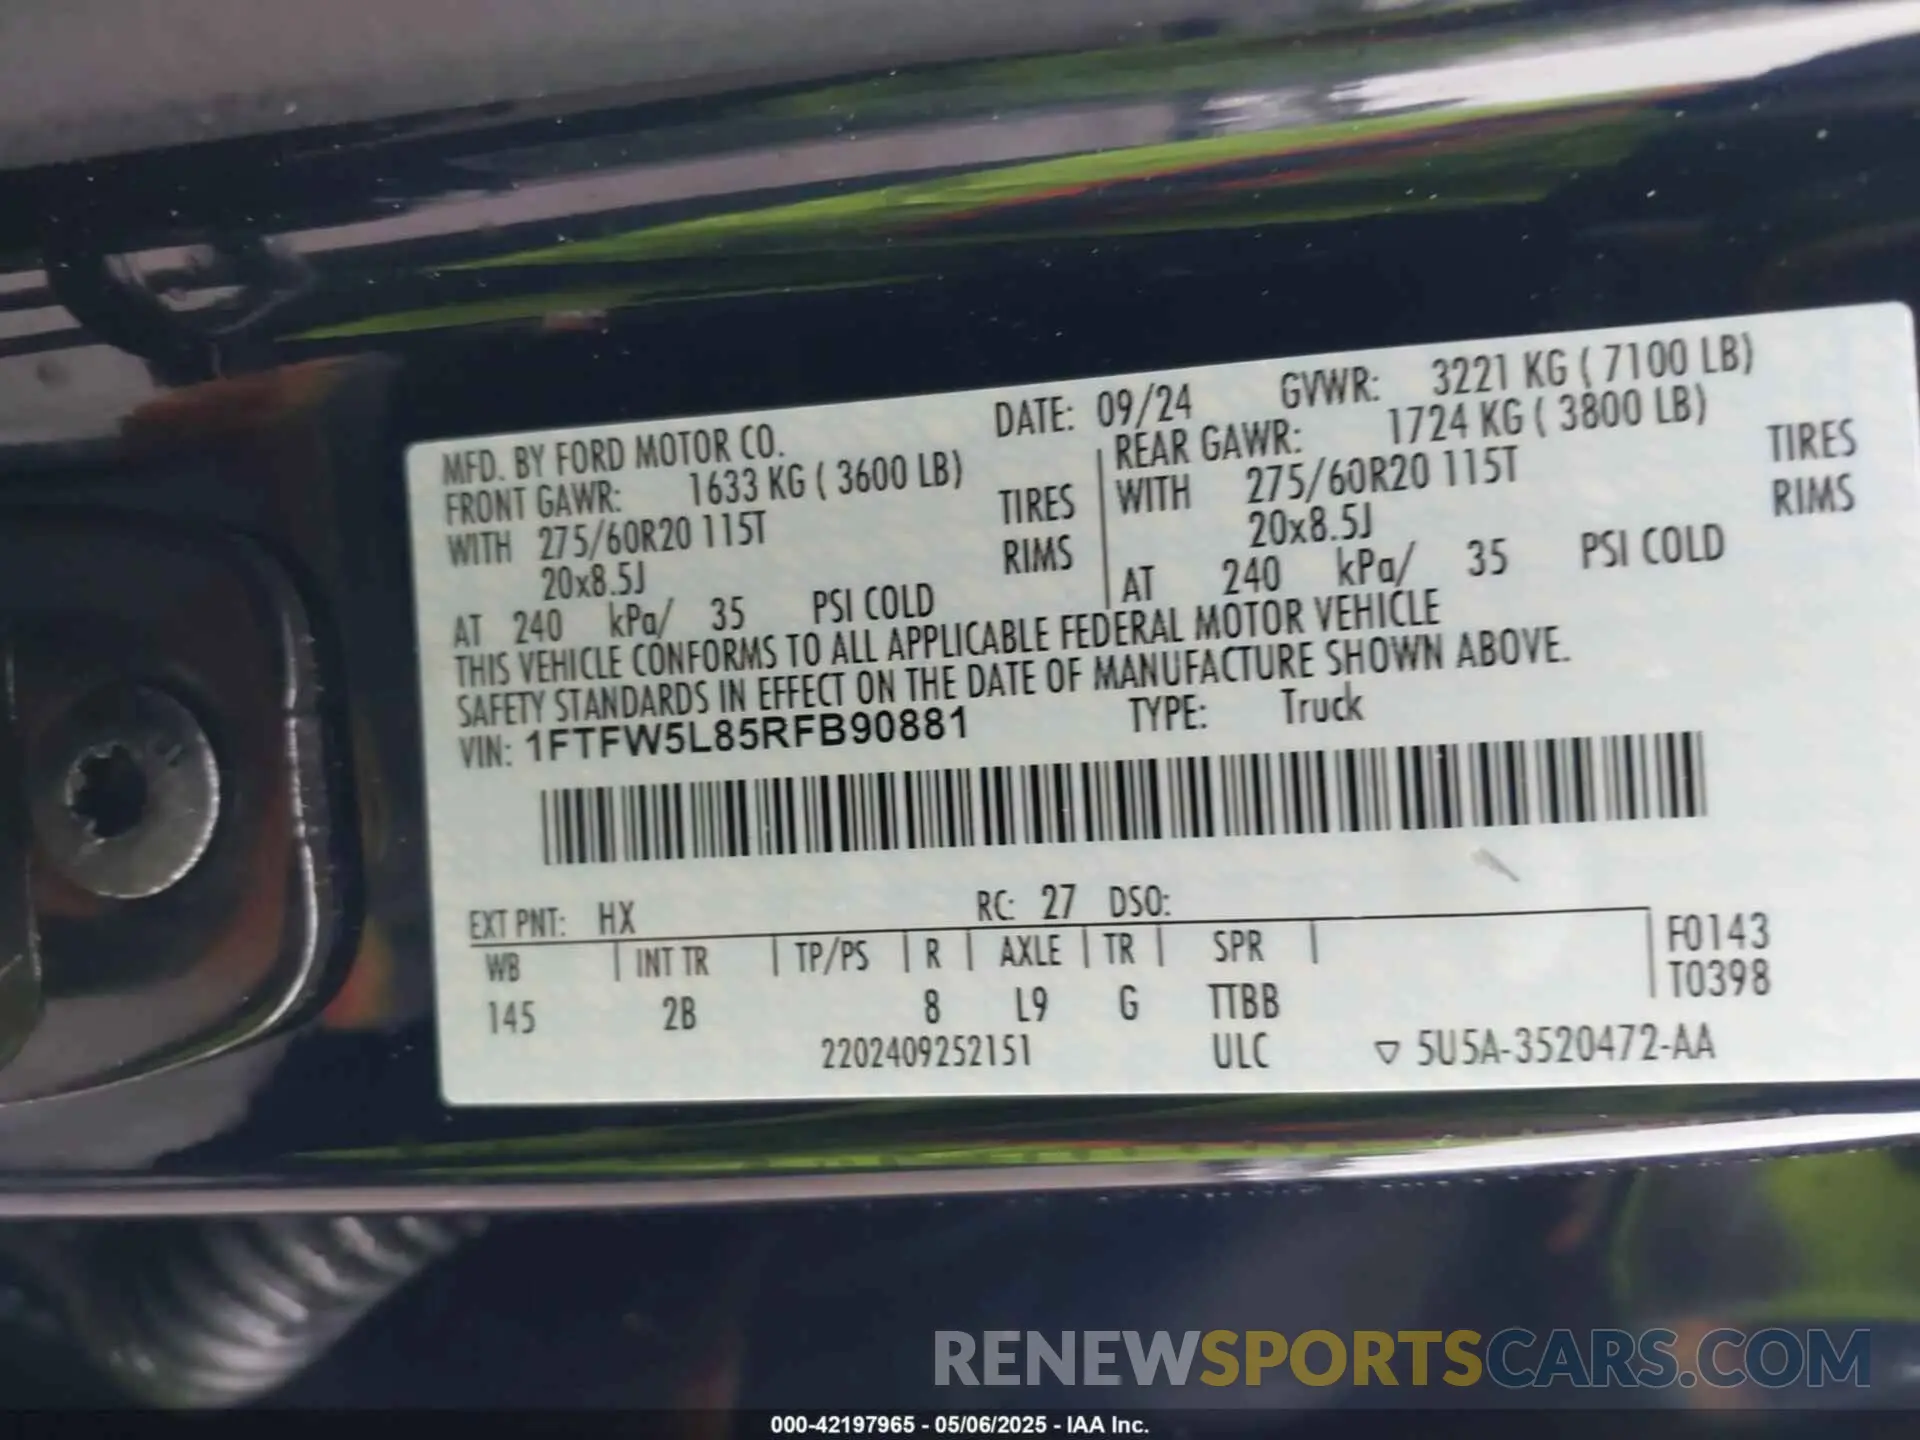 MFD. BY FORD MOTOR CO. DATE: 09/24 GVWR: 3221 KG ( 7100 LB)
FRONT GAWR: 1633 KG ( 3600 LB) REAR GAWR: 1724 KG ( 3800 LB)
WITH 275/60R20 115T TIRES WITH 275/60R20 115T TIRES
20x8.5J RIMS 20x8.5J RIMS
AT 240 kPa/ 35 PSI COLD AT 240 kPa/ 35 PSI COLD
THIS VEHICLE CONFORMS TO ALL APPLICABLE FEDERAL MOTOR VEHICLE
SAFETY STANDARDS IN EFFECT ON THE DATE OF MANUFACTURE SHOWN ABOVE.
VIN: 1FTFW5L85RFB90881 TYPE: Truck
EXT PNT: HX RC: 27 DSO:
WB INT TR TP/PS R AXLE TR SPR F0143
145 2B 8 L9 G TTBB T0398
2202409252151 ULC ▽ 5U5A-3520472-AA
RENEWSPORTSCARS.COM
000-42197965 - 05/06/2025 - IAA Inc.